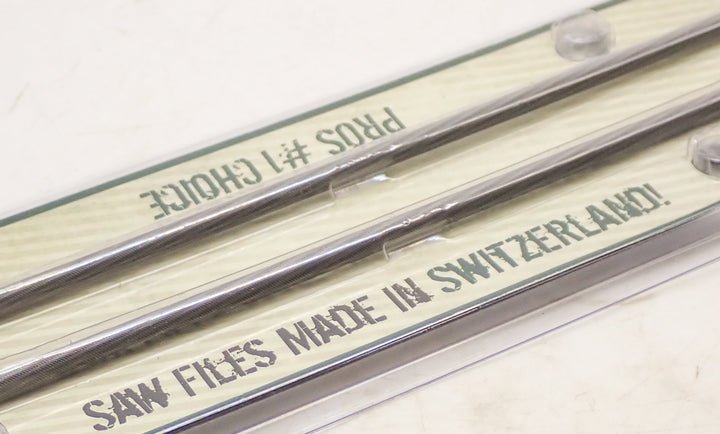 PROS #1 CHOICE
SAW FILES MADE IN SWITZERLAND!